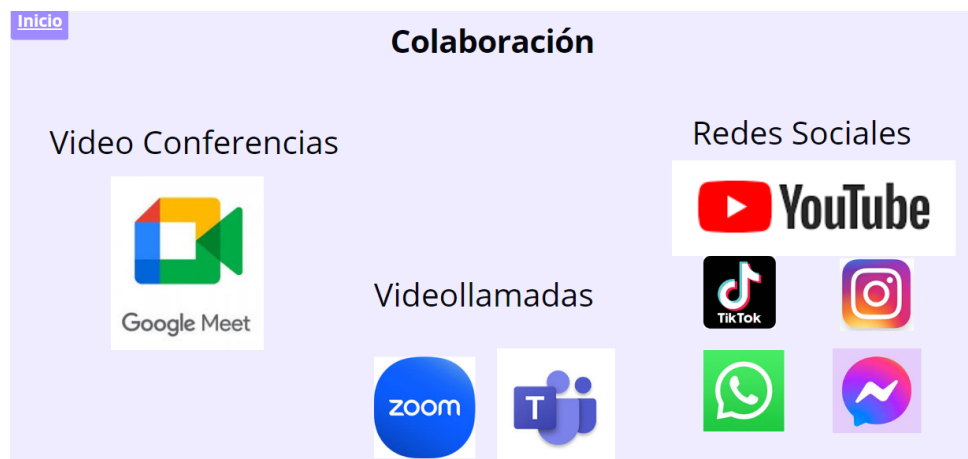 Inicio
Colaboración
Video Conferencias
Google Meet
Videollamadas
zoom
T
Redes Sociales
YouTube
TikTok